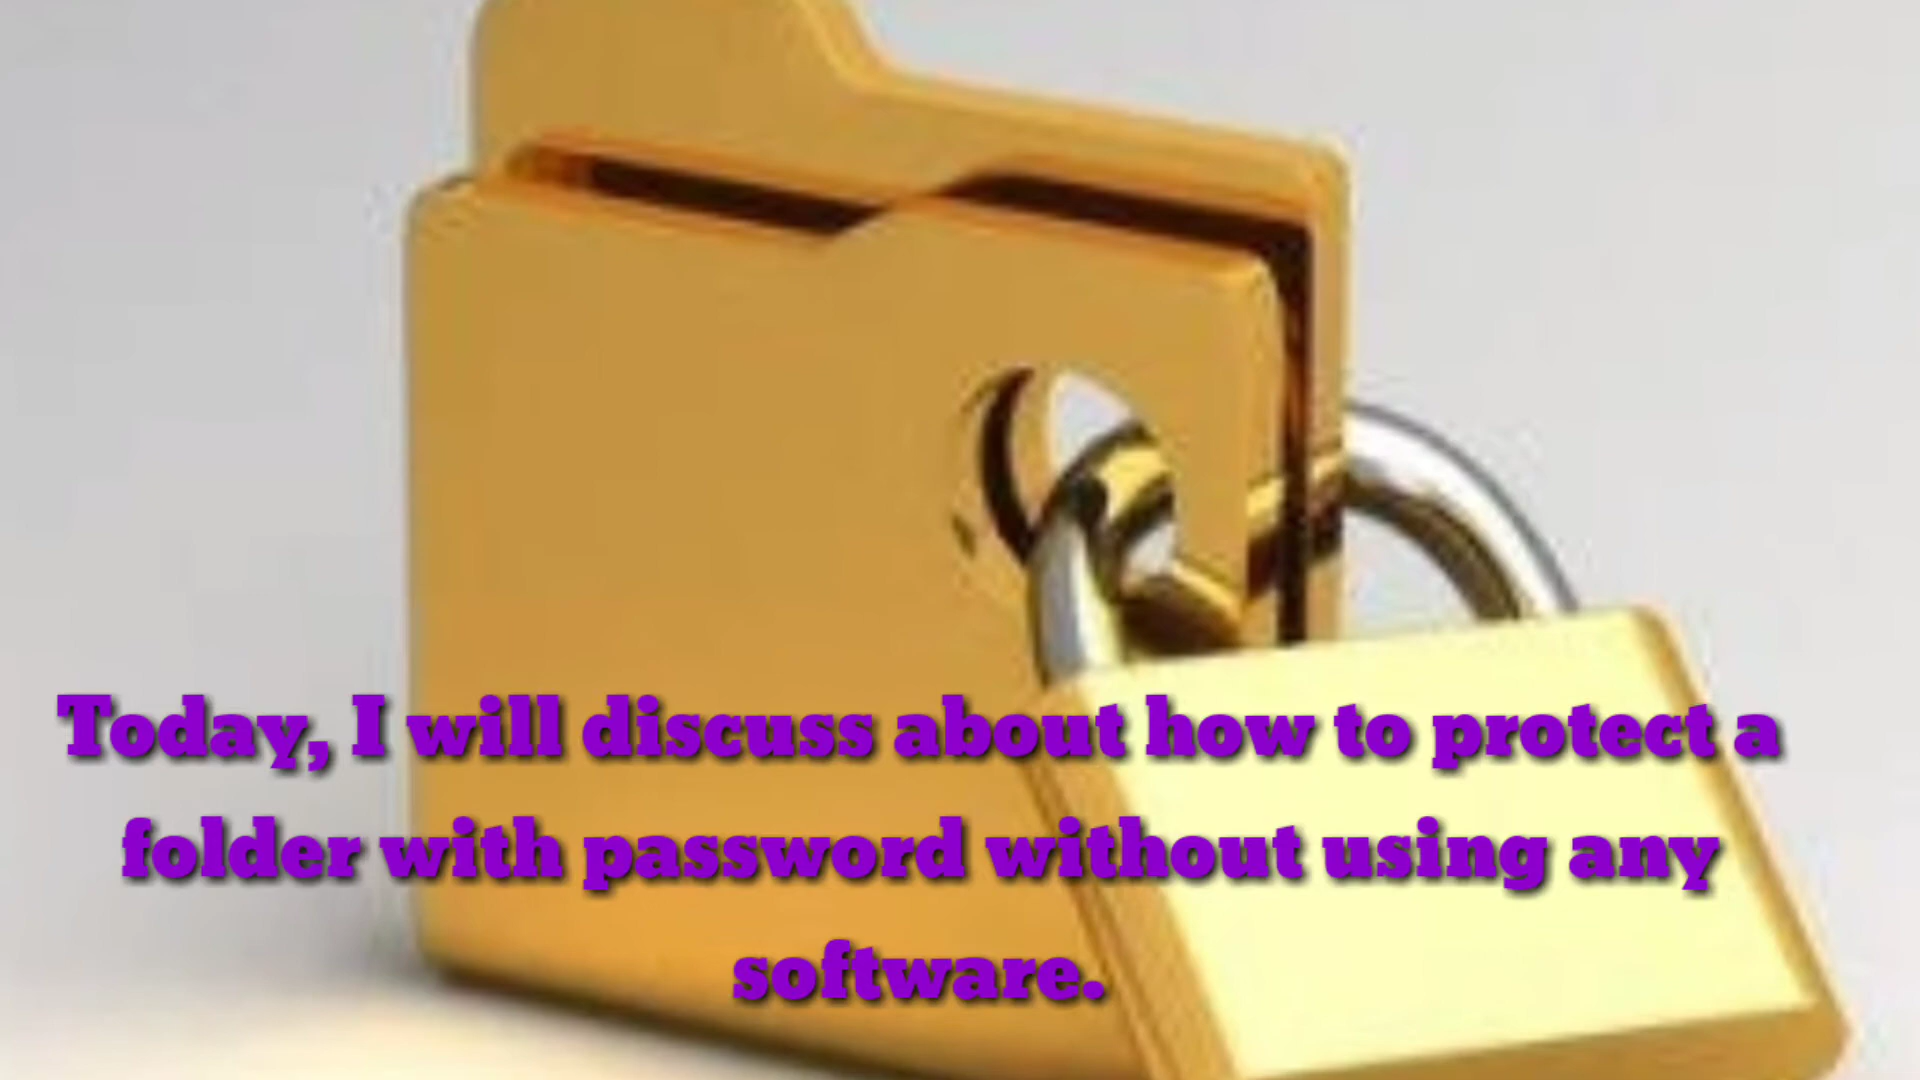 Today, I will discuss about how to protect a
folder with password without using any
software.